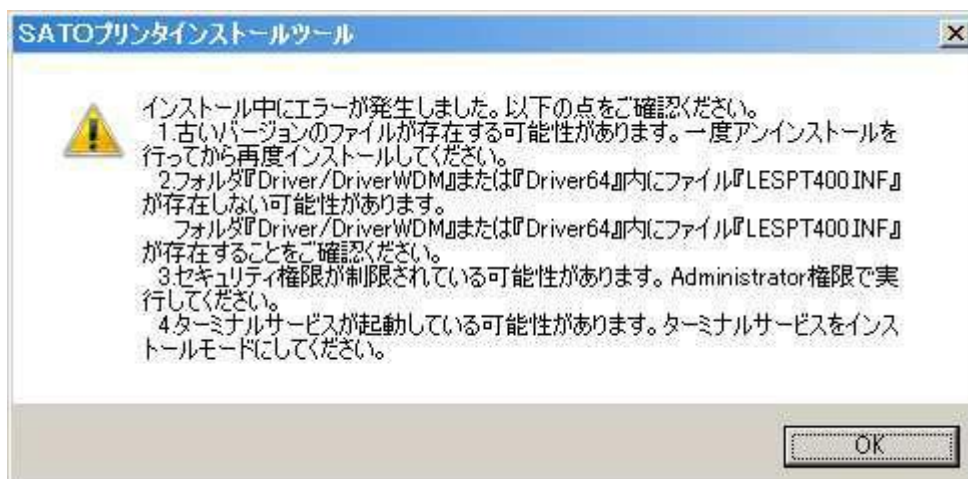 SATOプリンタインストールツール
インストール中にエラーが発生しました。以下の点をご確認ください。
1.古いバージョンのファイルが存在する可能性があります。一度アンインストールを
行ってから再度インストールしてください。
2.フォルダ『Driver/DriverWDM』または『Driver64』内にファイル『LESPT400.INF』
が存在しない可能性があります。
フォルダ『Driver/DriverWDM』または『Driver64』内にファイル『LESPT400.INF』
が存在することをご確認ください。
3.セキュリティ権限が制限されている可能性があります。Administrator権限で実
行してください。
4.ターミナルサービスが起動している可能性があります。ターミナルサービスをインス
トールモードにしてください。
OK